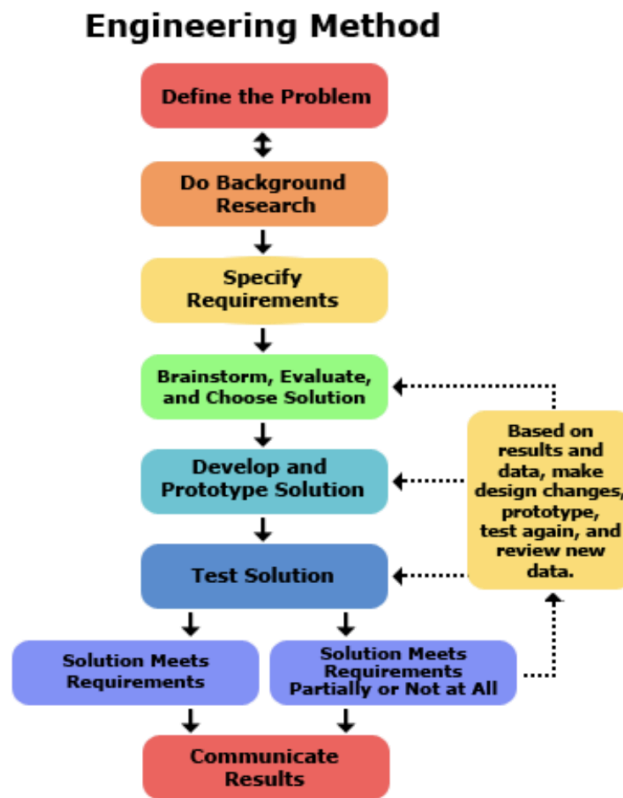 Engineering Method
Define the Problem
Do Background
Research
Specify
Requirements
Brainstorm, Evaluate,
and Choose Solution
Develop and
Prototype Solution
Based on
results and
data, make
design changes,
prototype,
test again, and
review new
data.
Test Solution
Solution Meets
Requirements
Solution Meets
Requirements
Partially or Not at All
Communicate
Results